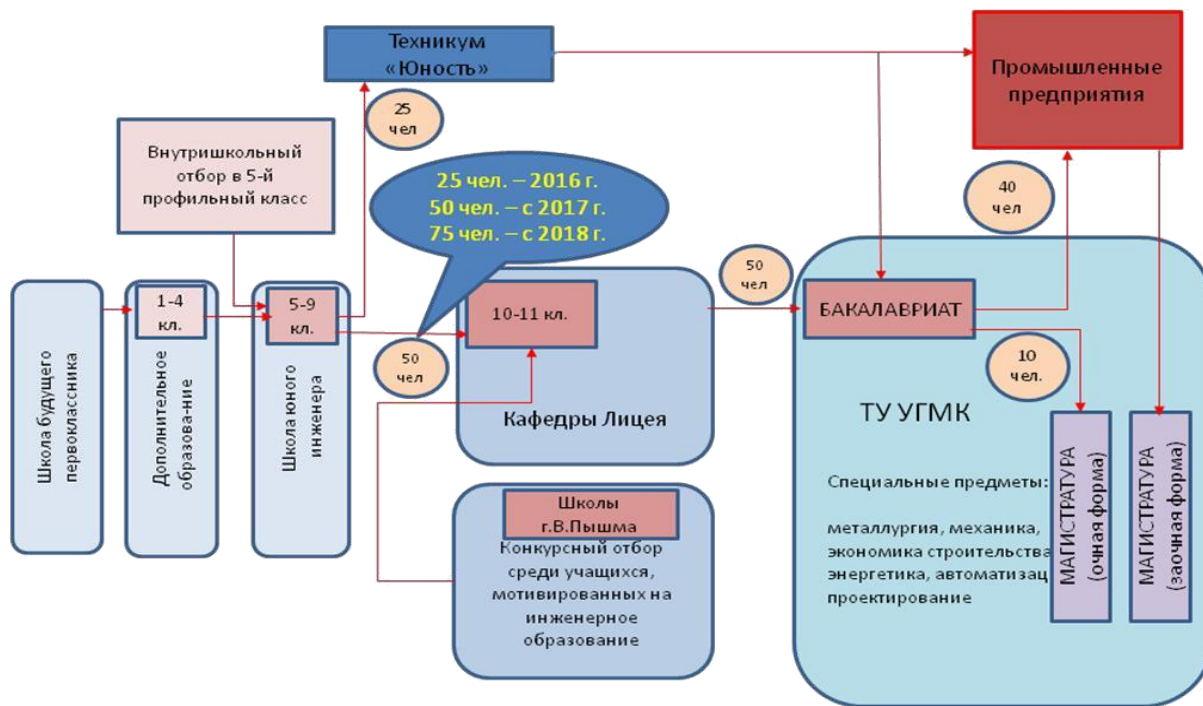 Техникум
«Юность»
Промышленные
предприятия
25
чел
Внутришкольный
отбор в 5-й
профильный класс
25 чел. – 2016 г.
50 чел. – с 2017 г.
75 чел. – с 2018 г.
40
чел
50
чел
1-4
кл.
5-9
кл.
10-11 кл.
БАКАЛАВРИАТ
50
чел
10
чел.
Школа будущего
первоклассника
Дополнительное
образова-ние
Школа юного
инженера
Кафедры Лицея
ТУ УГМК
Школы
г.В.Пышма
Конкурсный отбор
среди учащихся,
мотивированных на
инженерное
образование
Специальные предметы:
металлургия, механика,
экономика строительства
энергетика, автоматизац
проектирование
МАГИСТРАТУРА
(очная форма)
МАГИСТРАТУРА
(заочная форма)